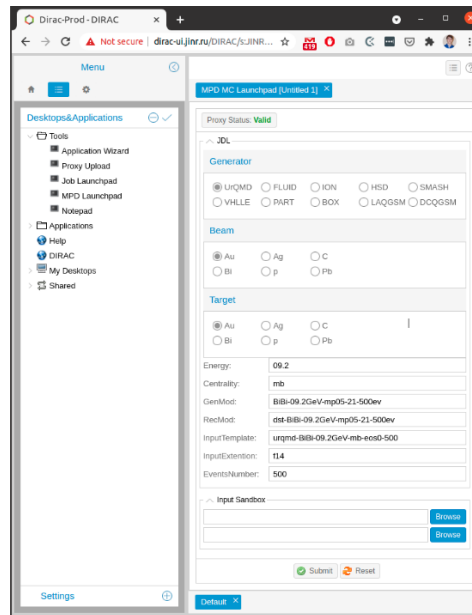 Dirac-Prod - DIRAC × +
Not secure | dirac-ui.jinr.ru/DIRAC/s:JINR...
419
Menu
Desktops&Applications
Tools
Application Wizard
Proxy Upload
Job Launchpad
MPD Launchpad
Notepad
Applications
Help
DIRAC
My Desktops
Shared
Settings
MPD MC Launchpad [Untitled 1] ×
Proxy Status: Valid
JDL
Generator
UrQMD FLUID ION HSD SMASH
VHLLE PART BOX LAQGSM DCQGSM
Beam
Au Ag C
Bi p Pb
Target
Au Ag C
Bi p Pb
Energy: 09.2
Centrality: mb
GenMod: BiBi-09.2GeV-mp05-21-500ev
RecMod: dst-BiBi-09.2GeV-mp05-21-500ev
InputTemplate: urqmd-BiBi-09.2GeV-mb-eos0-500
InputExtention: f14
EventsNumber: 500
Input Sandbox
Browse
Browse
Submit Reset
Default ×